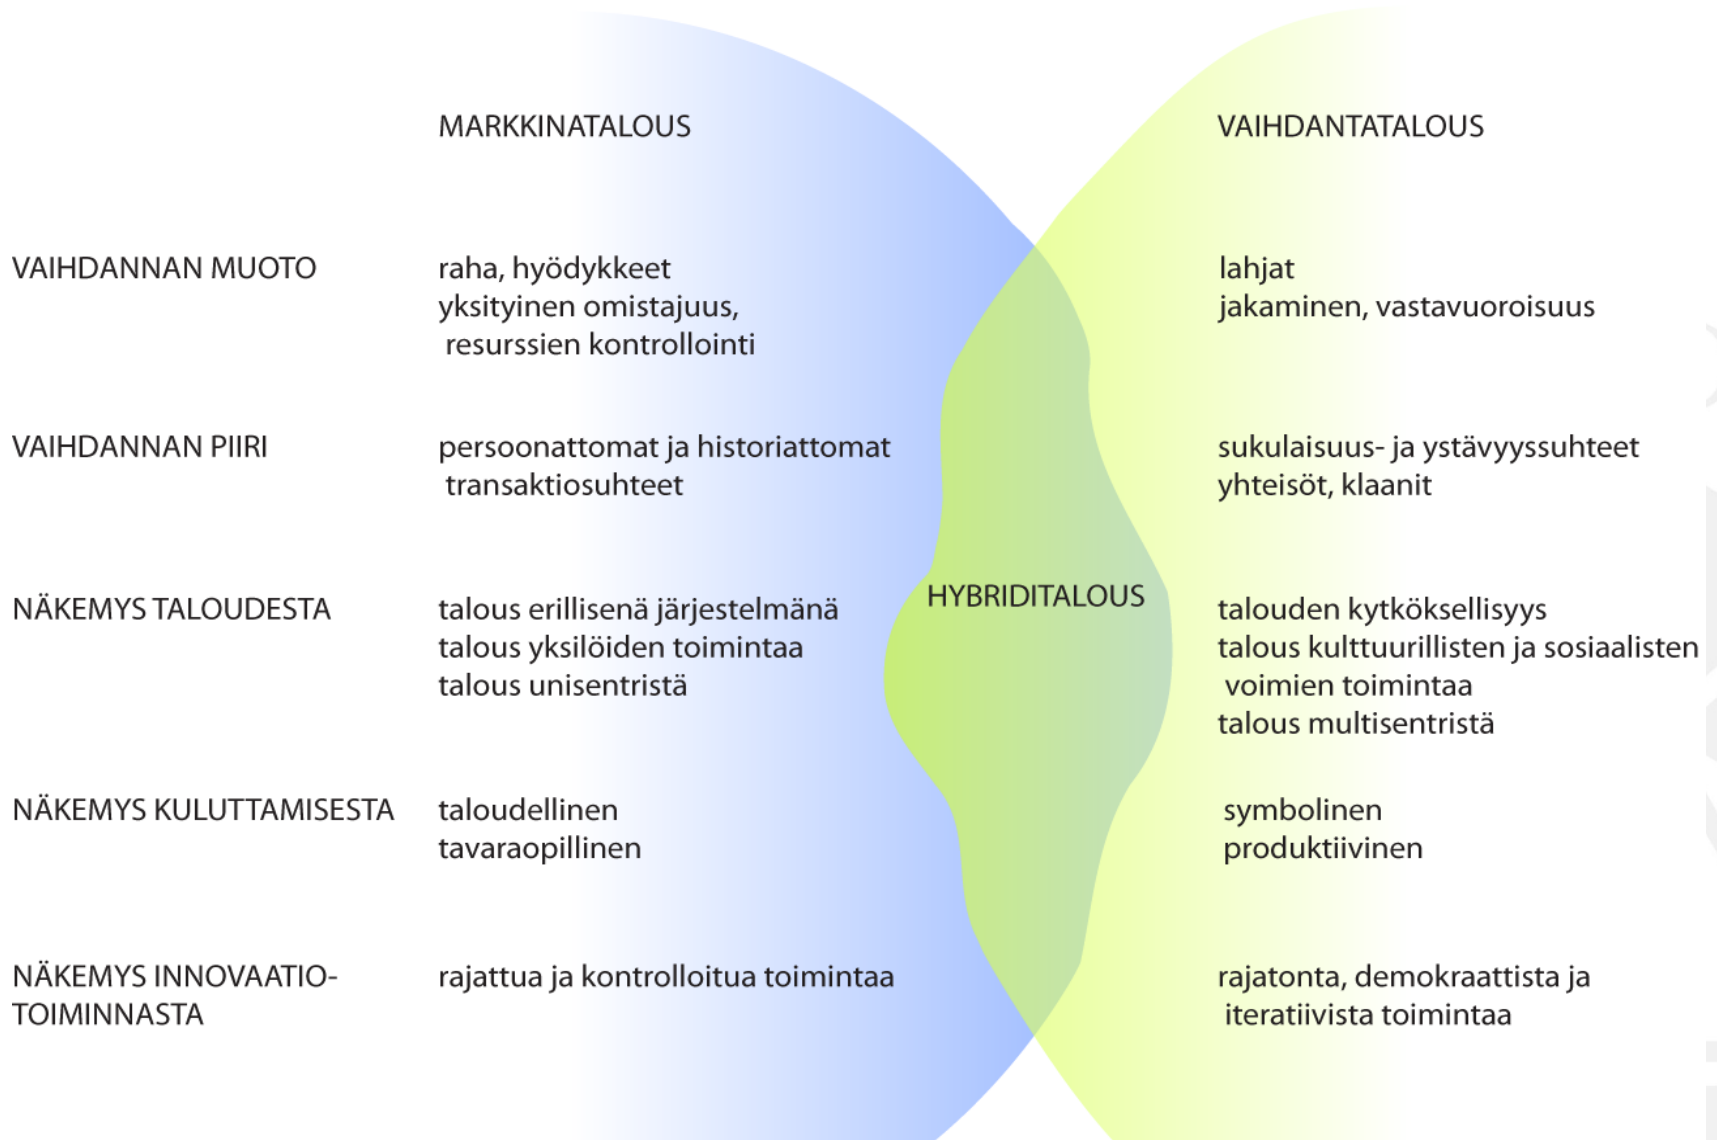 MARKKINATALOUS
VAIHDANTATALOUS
VAIHDANNAN MUOTO
raha, hyödykkeet
yksityinen omistajuus,
resurssien kontrollointi
lahjat
jakaminen, vastavuoroisuus
VAIHDANNAN PIIRI
persoonattomat ja historiattomat
transaktiosuhteet
sukulaisuus- ja ystävyyssuhteet
yhteisöt, klaanit
HYBRIDITALOUS
NÄKEMYS TALOUDESTA
talous erillisenä järjestelmänä
talous yksilöiden toimintaa
talous unisentristä
talouden kytköksellisyys
talous kulttuurillisten ja sosiaalisten
voimien toimintaa
talous multisentristä
NÄKEMYS KULUTTAMISESTA
taloudellinen
tavaraopillinen
symbolinen
produktiivinen
NÄKEMYS INNOVAATIO-
TOIMINNASTA
rajattua ja kontrolloitua toimintaa
rajatonta, demokraattista ja
iteratiivista toimintaa